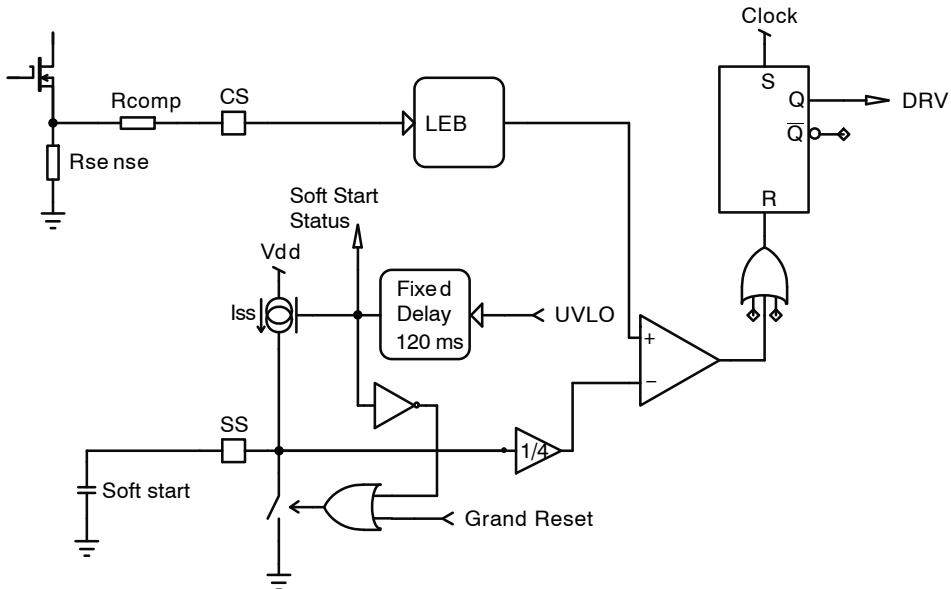 Clock
S
Q
DRV
Q
R
Rcomp
CS
LEB
Rse nse
Soft Start
Status
Vdd
Iss
Fixed
Delay
120 ms
UVLO
+
−
SS
1/4
Soft start
Grand Reset